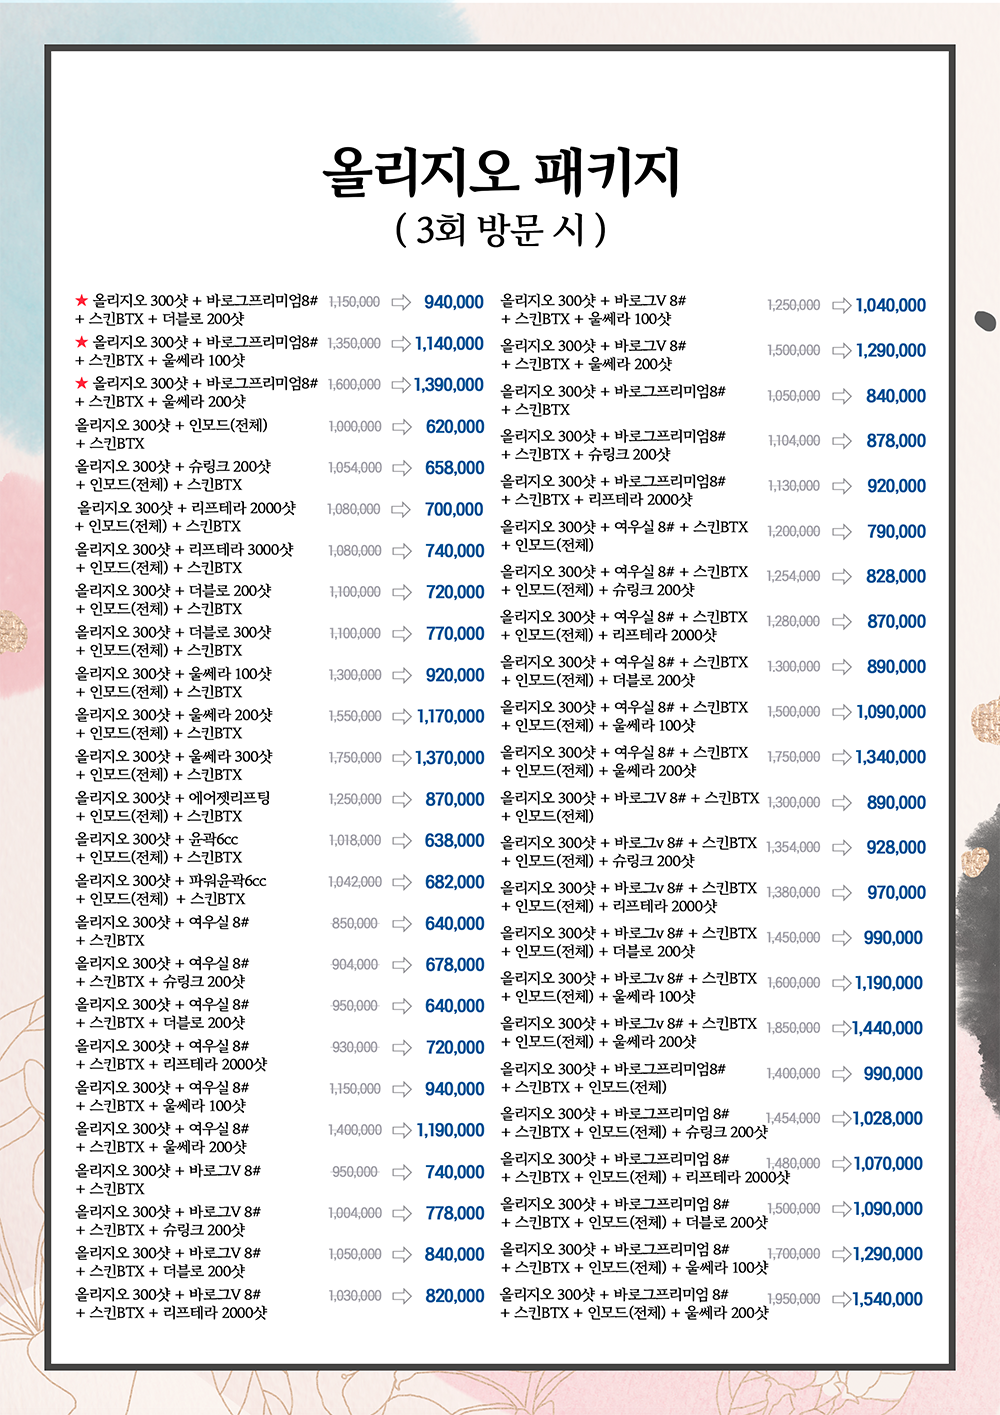 올리지오 패키지
( 3회 방문 시 )
★ 올리지오 300샷 + 바로그프리미엄8# 1,150,000 ⇨ 940,000
+ 스킨BTX + 더블로 200샷
★ 올리지오 300샷 + 바로그프리미엄8# 1,350,000 ⇨ 1,140,000
+ 스킨BTX + 울쎄라 100샷
★ 올리지오 300샷 + 바로그프리미엄8# 1,600,000 ⇨ 1,390,000
+ 스킨BTX + 울쎄라 200샷
올리지오 300샷 + 인모드(전체) 1,000,000 ⇨ 620,000
+ 스킨BTX
올리지오 300샷 + 슈링크 200샷 1,054,000 ⇨ 658,000
+ 인모드(전체) + 스킨BTX
올리지오 300샷 + 리프테라 2000샷 1,080,000 ⇨ 700,000
+ 인모드(전체) + 스킨BTX
올리지오 300샷 + 리프테라 3000샷 1,080,000 ⇨ 740,000
+ 인모드(전체) + 스킨BTX
올리지오 300샷 + 더블로 200샷 1,100,000 ⇨ 720,000
+ 인모드(전체) + 스킨BTX
올리지오 300샷 + 더블로 300샷 1,100,000 ⇨ 770,000
+ 인모드(전체) + 스킨BTX
올리지오 300샷 + 울쎄라 100샷 1,300,000 ⇨ 920,000
+ 인모드(전체) + 스킨BTX
올리지오 300샷 + 울쎄라 200샷 1,550,000 ⇨ 1,170,000
+ 인모드(전체) + 스킨BTX
올리지오 300샷 + 울쎄라 300샷 1,750,000 ⇨ 1,370,000
+ 인모드(전체) + 스킨BTX
올리지오 300샷 + 에어젯리프팅 1,250,000 ⇨ 870,000
+ 인모드(전체) + 스킨BTX
올리지오 300샷 + 윤곽6cc 1,018,000 ⇨ 638,000
+ 인모드(전체) + 스킨BTX
올리지오 300샷 + 파워윤곽6cc 1,042,000 ⇨ 682,000
+ 인모드(전체) + 스킨BTX
올리지오 300샷 + 여우실 8# 850,000 ⇨ 640,000
+ 스킨BTX
올리지오 300샷 + 여우실 8# 904,000 ⇨ 678,000
+ 스킨BTX + 슈링크 200샷
올리지오 300샷 + 여우실 8# 950,000 ⇨ 640,000
+ 스킨BTX + 더블로 200샷
올리지오 300샷 + 여우실 8# 930,000 ⇨ 720,000
+ 스킨BTX + 리프테라 2000샷
올리지오 300샷 + 여우실 8# 1,150,000 ⇨ 940,000
+ 스킨BTX + 울쎄라 100샷
올리지오 300샷 + 여우실 8# 1,400,000 ⇨ 1,190,000
+ 스킨BTX + 울쎄라 200샷
올리지오 300샷 + 바로그V 8# 950,000 ⇨ 740,000
+ 스킨BTX
올리지오 300샷 + 바로그V 8# 1,004,000 ⇨ 778,000
+ 스킨BTX + 슈링크 200샷
올리지오 300샷 + 바로그V 8# 1,050,000 ⇨ 840,000
+ 스킨BTX + 더블로 200샷
올리지오 300샷 + 바로그V 8# 1,030,000 ⇨ 820,000
+ 스킨BTX + 리프테라 2000샷
올리지오 300샷 + 바로그V 8# 1,250,000 ⇨ 1,040,000
+ 스킨BTX + 울쎄라 100샷
올리지오 300샷 + 바로그V 8# 1,500,000 ⇨ 1,290,000
+ 스킨BTX + 울쎄라 200샷
올리지오 300샷 + 바로그프리미엄8# 1,050,000 ⇨ 840,000
+ 스킨BTX
올리지오 300샷 + 바로그프리미엄8# 1,104,000 ⇨ 878,000
+ 스킨BTX + 슈링크 200샷
올리지오 300샷 + 바로그프리미엄8# 1,130,000 ⇨ 920,000
+ 스킨BTX + 리프테라 2000샷
올리지오 300샷 + 여우실 8# + 스킨BTX 1,200,000 ⇨ 790,000
+ 인모드(전체)
올리지오 300샷 + 여우실 8# + 스킨BTX 1,254,000 ⇨ 828,000
+ 인모드(전체) + 슈링크 200샷
올리지오 300샷 + 여우실 8# + 스킨BTX 1,280,000 ⇨ 870,000
+ 인모드(전체) + 리프테라 2000샷
올리지오 300샷 + 여우실 8# + 스킨BTX 1,300,000 ⇨ 890,000
+ 인모드(전체) + 더블로 200샷
올리지오 300샷 + 여우실 8# + 스킨BTX 1,500,000 ⇨ 1,090,000
+ 인모드(전체) + 울쎄라 100샷
올리지오 300샷 + 여우실 8# + 스킨BTX 1,750,000 ⇨ 1,340,000
+ 인모드(전체) + 울쎄라 200샷
올리지오 300샷 + 바로그V 8# + 스킨BTX 1,300,000 ⇨ 890,000
+ 인모드(전체)
올리지오 300샷 + 바로그v 8# + 스킨BTX 1,354,000 ⇨ 928,000
+ 인모드(전체) + 슈링크 200샷
올리지오 300샷 + 바로그v 8# + 스킨BTX 1,380,000 ⇨ 970,000
+ 인모드(전체) + 리프테라 2000샷
올리지오 300샷 + 바로그v 8# + 스킨BTX 1,450,000 ⇨ 990,000
+ 인모드(전체) + 더블로 200샷
올리지오 300샷 + 바로그v 8# + 스킨BTX 1,600,000 ⇨ 1,190,000
+ 인모드(전체) + 울쎄라 100샷
올리지오 300샷 + 바로그v 8# + 스킨BTX 1,850,000 ⇨ 1,440,000
+ 인모드(전체) + 울쎄라 200샷
올리지오 300샷 + 바로그프리미엄8# 1,400,000 ⇨ 990,000
+ 스킨BTX + 인모드(전체)
올리지오 300샷 + 바로그프리미엄 8# 1,454,000 ⇨ 1,028,000
+ 스킨BTX + 인모드(전체) + 슈링크 200샷
올리지오 300샷 + 바로그프리미엄 8# 1,480,000 ⇨ 1,070,000
+ 스킨BTX + 인모드(전체) + 리프테라 2000샷
올리지오 300샷 + 바로그프리미엄 8# 1,500,000 ⇨ 1,090,000
+ 스킨BTX + 인모드(전체) + 더블로 200샷
올리지오 300샷 + 바로그프리미엄 8# 1,700,000 ⇨ 1,290,000
+ 스킨BTX + 인모드(전체) + 울쎄라 100샷
올리지오 300샷 + 바로그프리미엄 8# 1,950,000 ⇨ 1,540,000
+ 스킨BTX + 인모드(전체) + 울쎄라 200샷